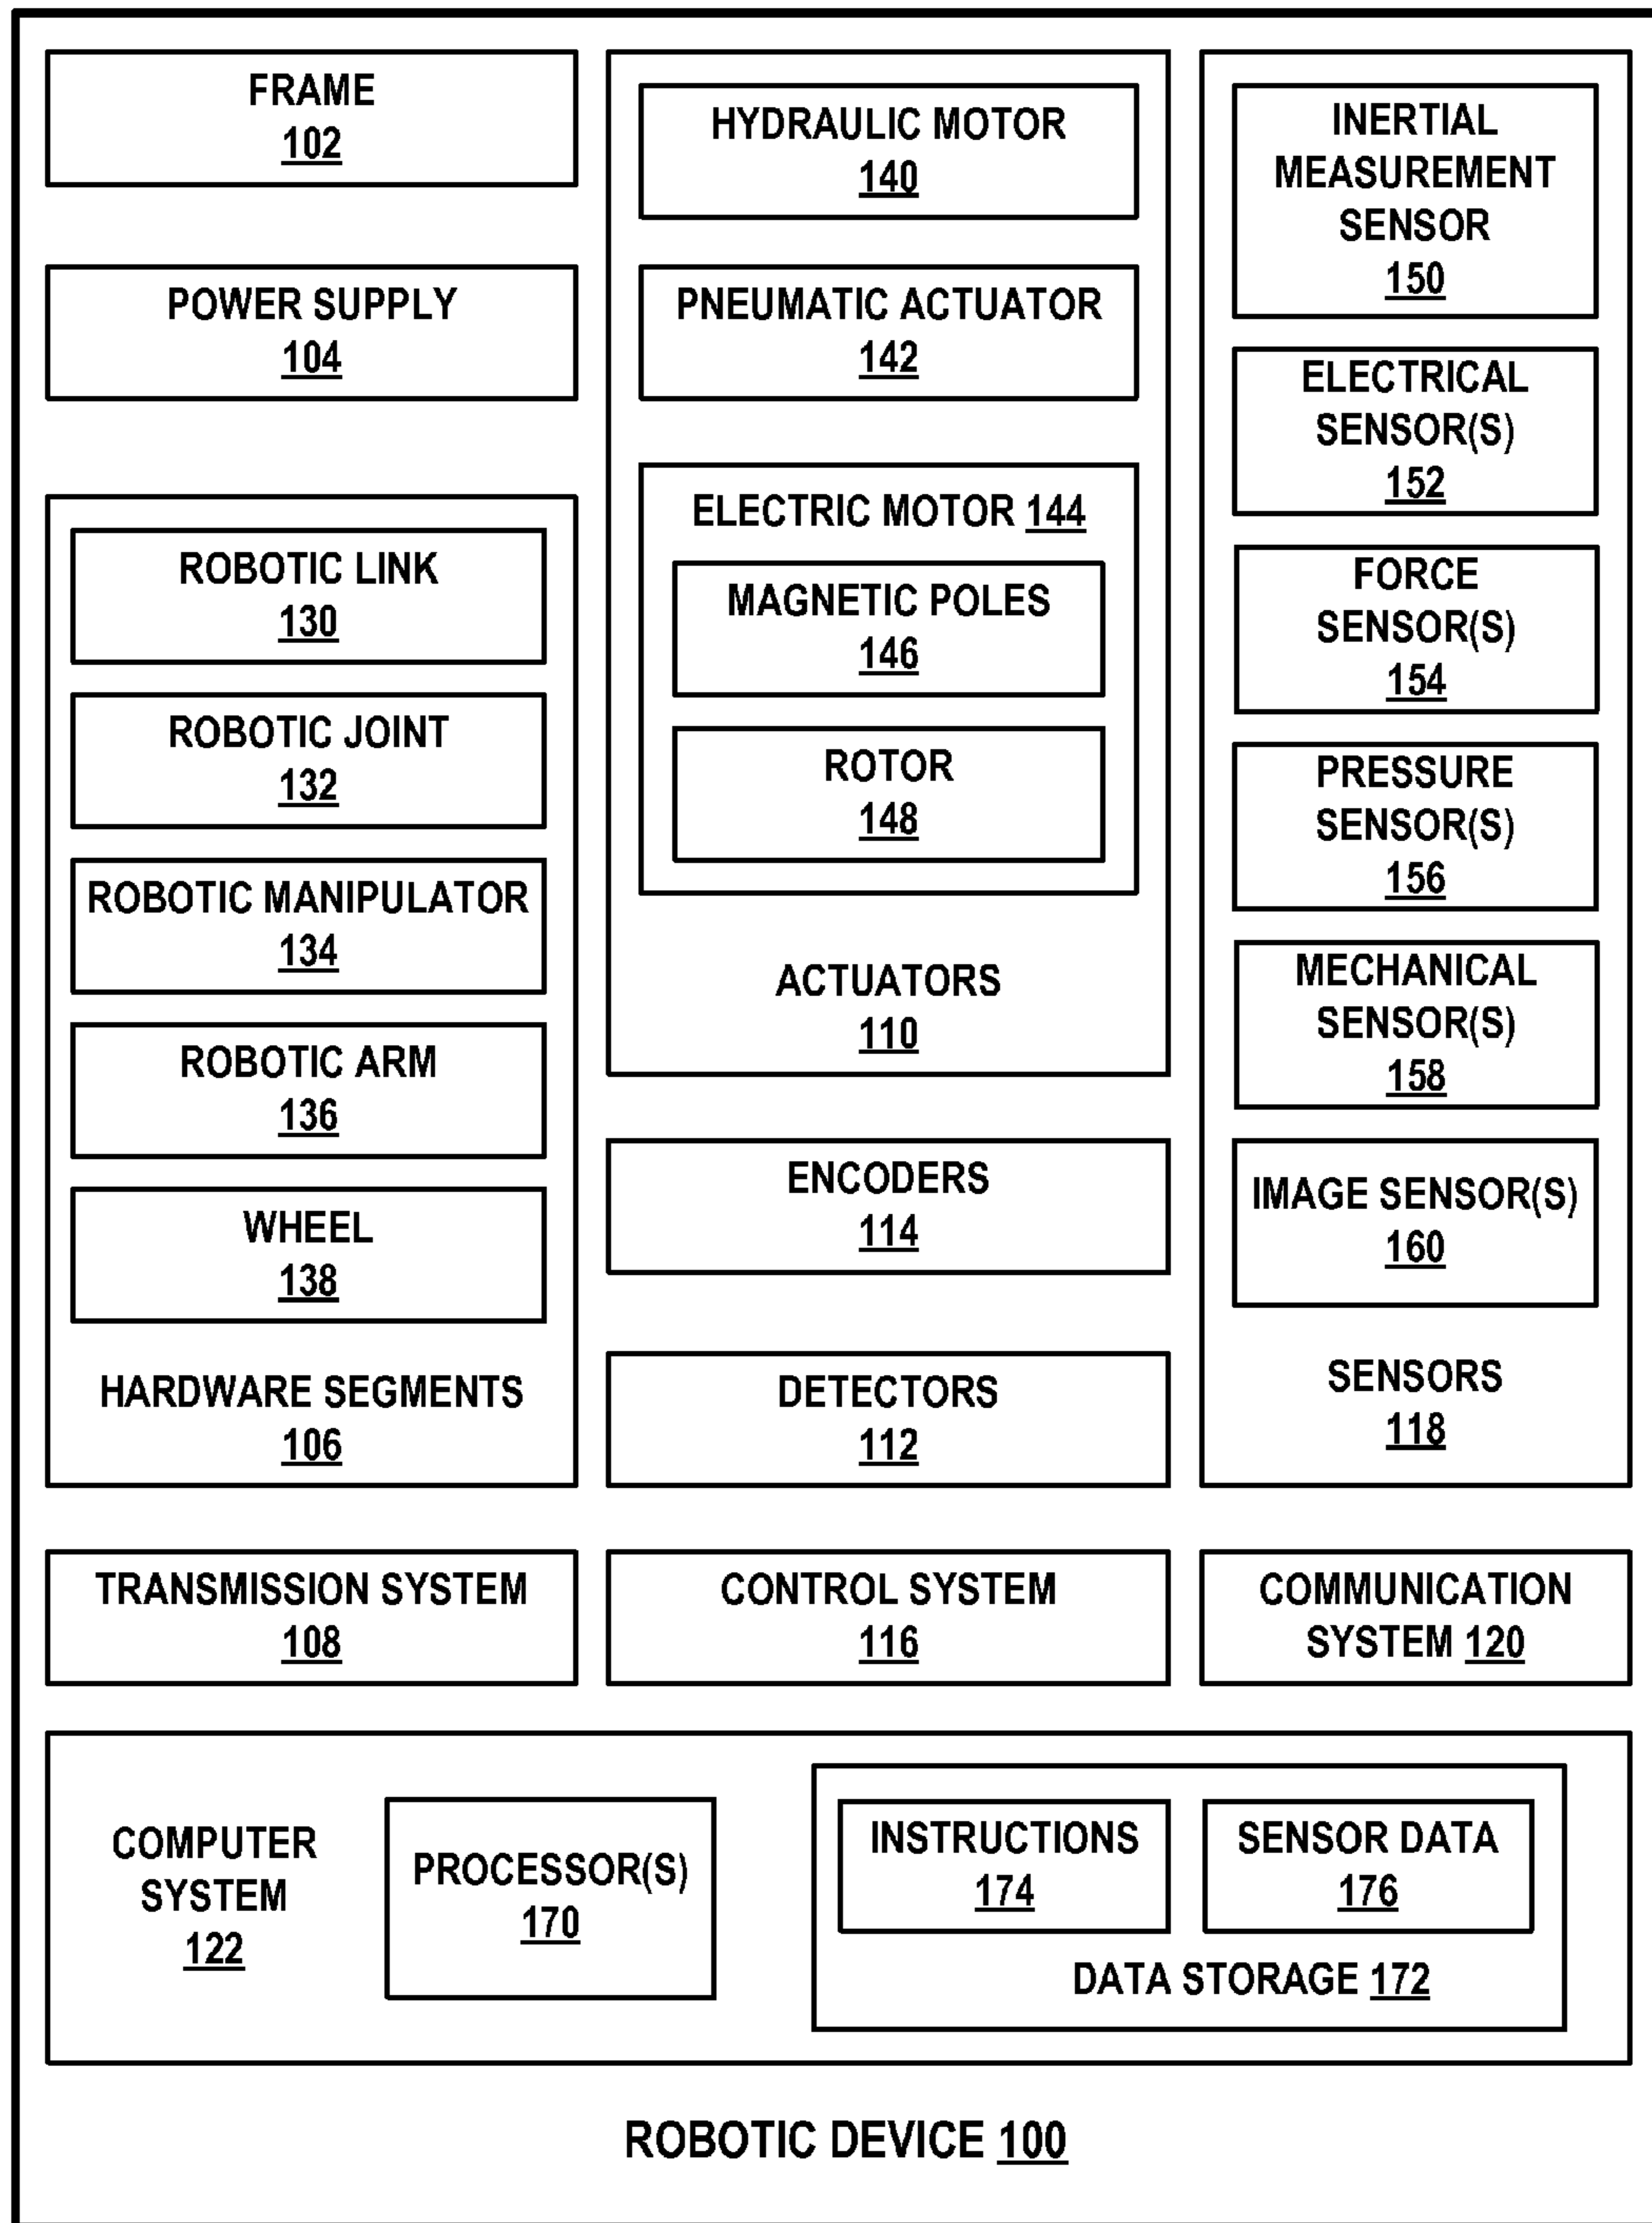 FRAME
102
POWER SUPPLY
104
ROBOTIC LINK
130
ROBOTIC JOINT
132
ROBOTIC MANIPULATOR
134
ROBOTIC ARM
136
WHEEL
138
HARDWARE SEGMENTS
106
HYDRAULIC MOTOR
140
PNEUMATIC ACTUATOR
142
ELECTRIC MOTOR 144
MAGNETIC POLES
146
ROTOR
148
ACTUATORS
110
ENCODERS
114
DETECTORS
112
INERTIAL
MEASUREMENT
SENSOR
150
ELECTRICAL
SENSOR(S)
152
FORCE
SENSOR(S)
154
PRESSURE
SENSOR(S)
156
MECHANICAL
SENSOR(S)
158
IMAGE SENSOR(S)
160
SENSORS
118
TRANSMISSION SYSTEM
108
CONTROL SYSTEM
116
COMMUNICATION
SYSTEM 120
COMPUTER
SYSTEM
122
PROCESSOR(S)
170
INSTRUCTIONS
174
SENSOR DATA
176
DATA STORAGE 172
ROBOTIC DEVICE 100